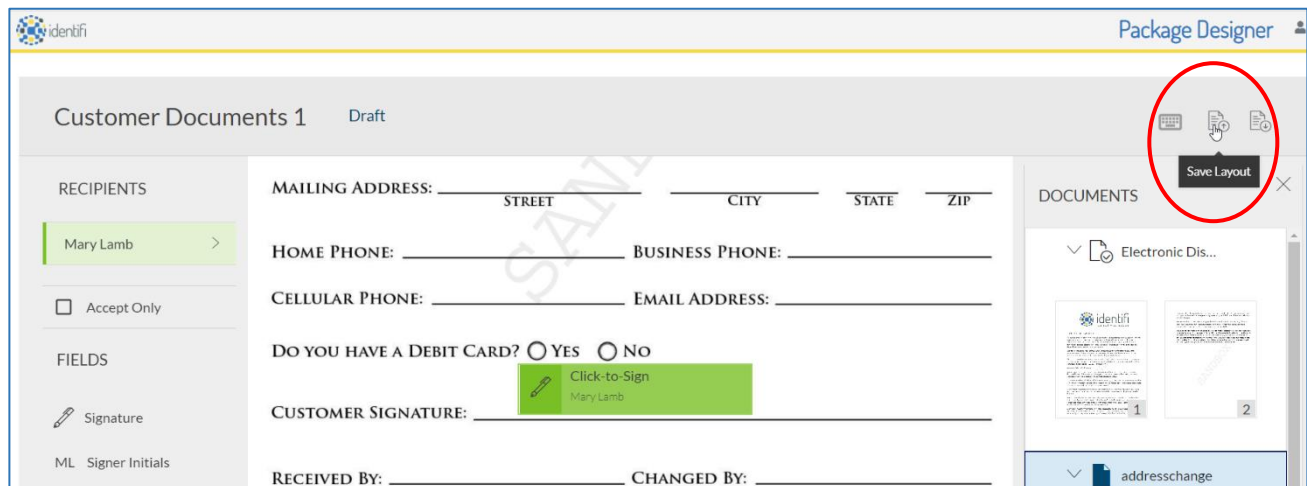 identifi
Package Designer
Customer Documents 1 Draft
Save Layout
RECIPIENTS
Mary Lamb
Accept Only
FIELDS
Signature
ML Signer Initials
MAILING ADDRESS:
STREET CITY STATE ZIP
HOME PHONE: BUSINESS PHONE:
CELLULAR PHONE: EMAIL ADDRESS:
DO YOU HAVE A DEBIT CARD? YES NO
Click-to-Sign
Mary Lamb
CUSTOMER SIGNATURE:
RECEIVED BY: CHANGED BY:
DOCUMENTS
Electronic Dis...
identifi
1
2
addresschange